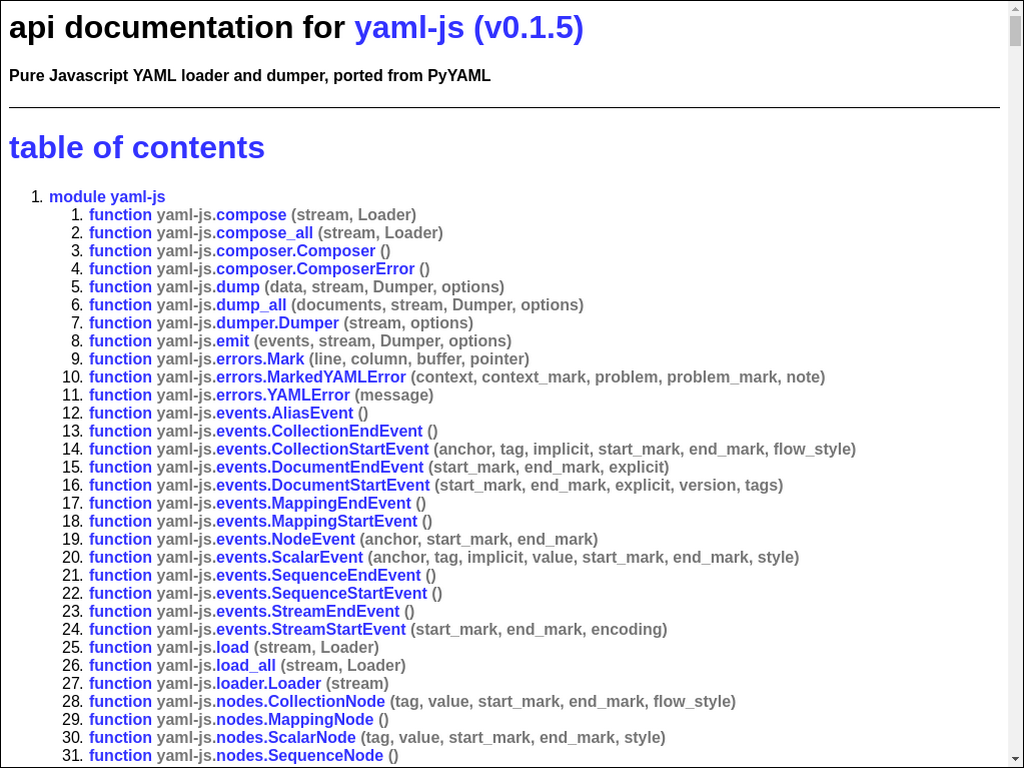 api documentation for yaml-js (v0.1.5)
Pure Javascript YAML loader and dumper, ported from PyYAML
table of contents
1. module yaml-js
1. function yaml-js.compose (stream, Loader)
2. function yaml-js.compose_all (stream, Loader)
3. function yaml-js.composer.Composer ()
4. function yaml-js.composer.ComposerError ()
5. function yaml-js.dump (data, stream, Dumper, options)
6. function yaml-js.dump_all (documents, stream, Dumper, options)
7. function yaml-js.dumper.Dumper (stream, options)
8. function yaml-js.emit (events, stream, Dumper, options)
9. function yaml-js.errors.Mark (line, column, buffer, pointer)
10. function yaml-js.errors.MarkedYAMLError (context, context_mark, problem, problem_mark, note)
11. function yaml-js.errors.YAMLError (message)
12. function yaml-js.events.AliasEvent ()
13. function yaml-js.events.CollectionEndEvent ()
14. function yaml-js.events.CollectionStartEvent (anchor, tag, implicit, start_mark, end_mark, flow_style)
15. function yaml-js.events.DocumentEndEvent (start_mark, end_mark, explicit)
16. function yaml-js.events.DocumentStartEvent (start_mark, end_mark, explicit, version, tags)
17. function yaml-js.events.MappingEndEvent ()
18. function yaml-js.events.MappingStartEvent ()
19. function yaml-js.events.NodeEvent (anchor, start_mark, end_mark)
20. function yaml-js.events.ScalarEvent (anchor, tag, implicit, value, start_mark, end_mark, style)
21. function yaml-js.events.SequenceEndEvent ()
22. function yaml-js.events.SequenceStartEvent ()
23. function yaml-js.events.StreamEndEvent ()
24. function yaml-js.events.StreamStartEvent (start_mark, end_mark, encoding)
25. function yaml-js.load (stream, Loader)
26. function yaml-js.load_all (stream, Loader)
27. function yaml-js.loader.Loader (stream)
28. function yaml-js.nodes.CollectionNode (tag, value, start_mark, end_mark, flow_style)
29. function yaml-js.nodes.MappingNode ()
30. function yaml-js.nodes.ScalarNode (tag, value, start_mark, end_mark, style)
31. function yaml-js.nodes.SequenceNode ()